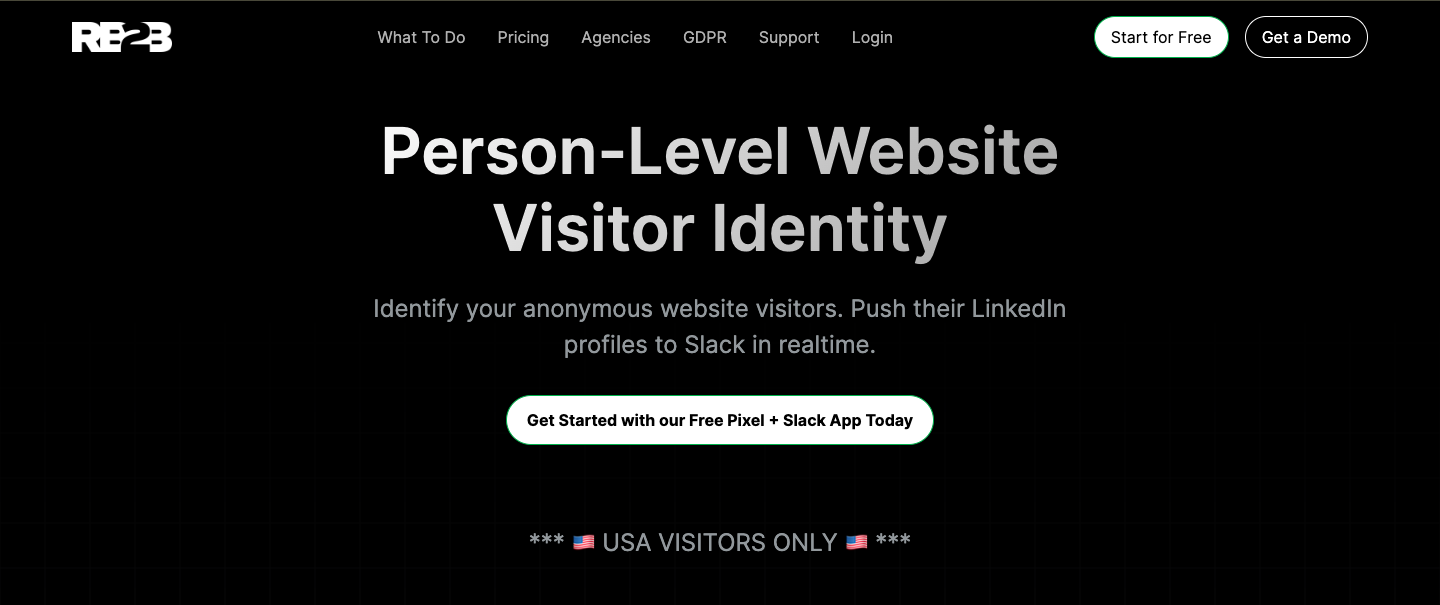 RE2B
What To Do
Pricing
Agencies
GDPR
Support
Login
Start for Free
Get a Demo
Person-Level Website
Visitor Identity
Identify your anonymous website visitors. Push their LinkedIn
profiles to Slack in realtime.
Get Started with our Free Pixel + Slack App Today
*** 🇺🇸 USA VISITORS ONLY 🇺🇸 ***